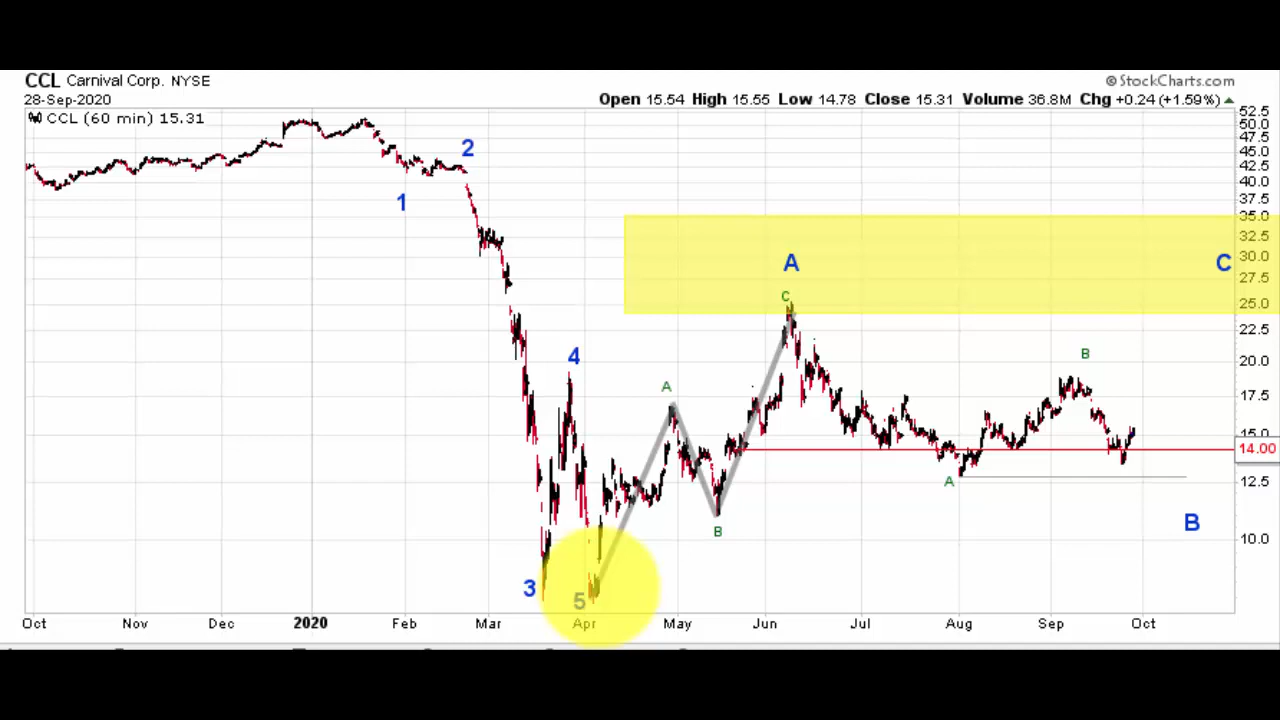 CCL Carnival Corp. NYSE
© StockCharts.com
28-Sep-2020
Open 15.54 High 15.55 Low 14.78 Close 15.31 Volume 36.8M Chg +0.24 (+1.59%)
CCL (60 min) 15.31
52.5
50.0
47.5
45.0
42.5
40.0
37.5
35.0
32.5
30.0
27.5
25.0
22.5
20.0
17.5
15.0
14.00
12.5
10.0
1
2
3
4
5
A
B
C
A
B
C
A
B
Oct Nov Dec 2020 Feb Mar Apr May Jun Jul Aug Sep Oct